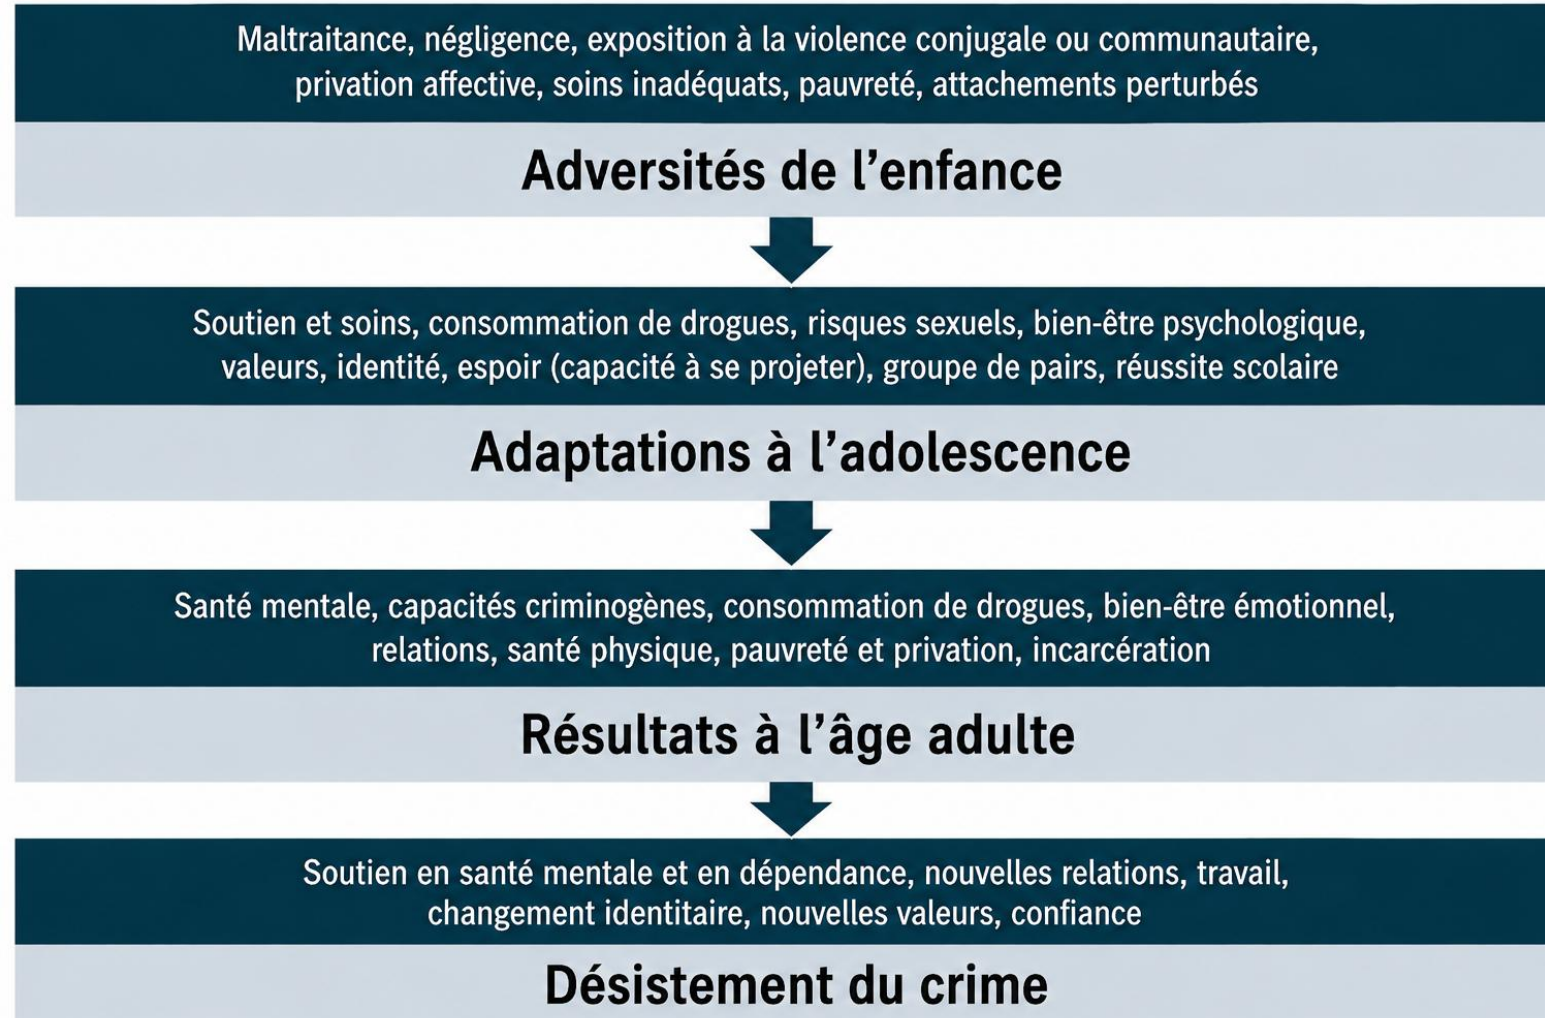 Maltraitance, négligence, exposition à la violence conjugale ou communautaire,
privation affective, soins inadéquats, pauvreté, attachements perturbés
Adversités de l’enfance
Soutien et soins, consommation de drogues, risques sexuels, bien-être psychologique,
valeurs, identité, espoir (capacité à se projeter), groupe de pairs, réussite scolaire
Adaptations à l’adolescence
Santé mentale, capacités criminogènes, consommation de drogues, bien-être émotionnel,
relations, santé physique, pauvreté et privation, incarcération
Résultats à l’âge adulte
Soutien en santé mentale et en dépendance, nouvelles relations, travail,
changement identitaire, nouvelles valeurs, confiance
Désistement du crime